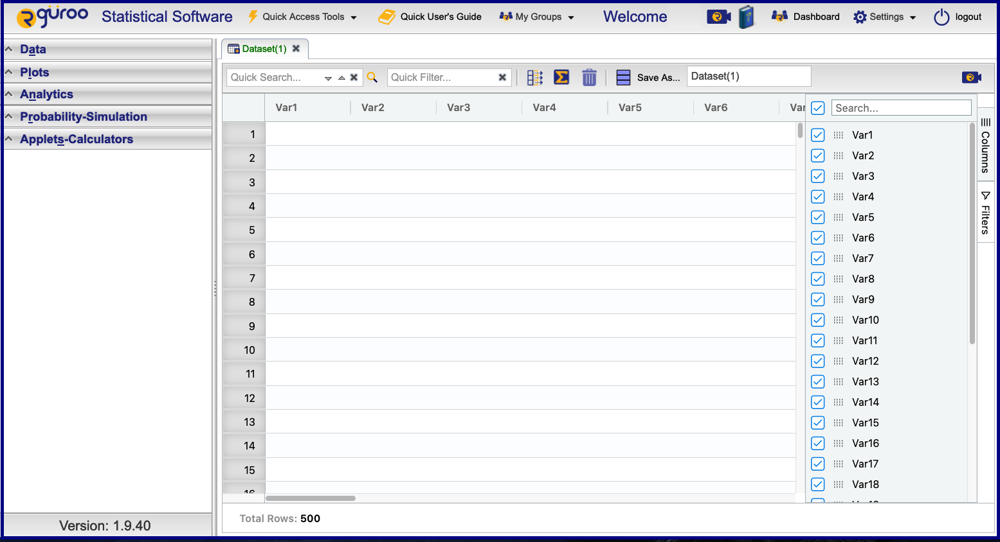 rgüroo Statistical Software Quick Access Tools Quick User's Guide My Groups Welcome Dashboard Settings logout
Data
Plots
Analytics
Probability-Simulation
Applets-Calculators
Version: 1.9.40
Dataset(1)
Quick Search... Quick Filter... Save As... Dataset(1)
Var1 Var2 Var3 Var4 Var5 Var6 Var
1
2
3
4
5
6
7
8
9
10
11
12
13
14
15
16
Search...
Var1
Var2
Var3
Var4
Var5
Var6
Var7
Var8
Var9
Var10
Var11
Var12
Var13
Var14
Var15
Var16
Var17
Var18
Columns
Filters
Total Rows: 500